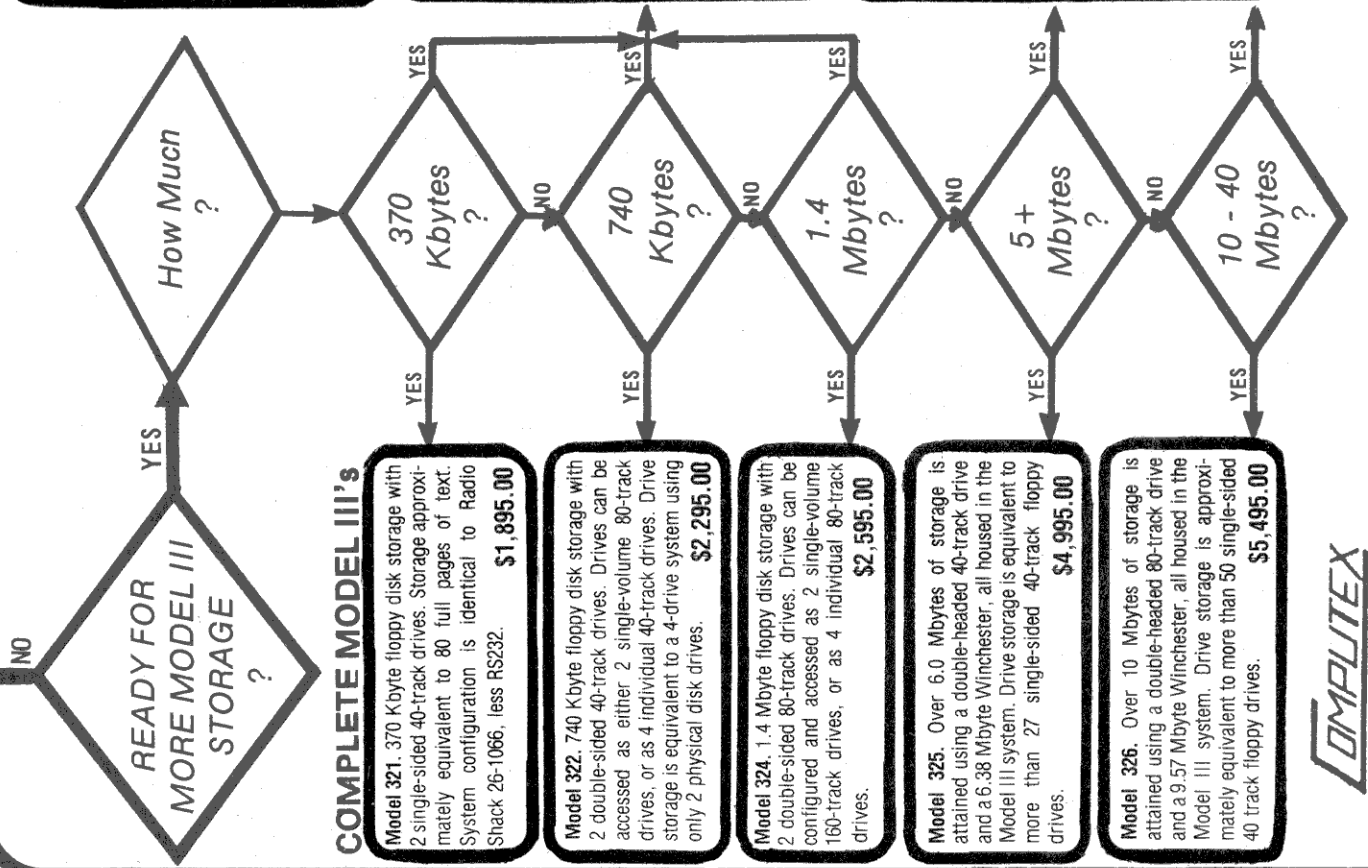 NO
READY FOR
MORE MODEL III
STORAGE
?
YES
How Much
?
COMPLETE MODEL III's
Model 321. 370 Kbyte floppy disk storage with
2 single-sided 40-track drives. Storage approxi-
mately equivalent to 80 full pages of text.
System configuration is identical to Radio
Shack 26-1066, less RS232.
$1,895.00
YES
370
Kbytes
?
YES
NO
Model 322. 740 Kbyte floppy disk storage with
2 double-sided 40-track drives. Drives can be
accessed as either 2 single-volume 80-track
drives, or as 4 individual 40-track drives. Drive
storage is equivalent to a 4-drive system using
only 2 physical disk drives.
$2,295.00
YES
740
Kbytes
?
YES
NO
Model 324. 1.4 Mbyte floppy disk storage with
2 double-sided 80-track drives. Drives can be
configured and accessed as 2 single-volume
160-track drives, or as 4 individual 80-track
drives.
$2,595.00
YES
1.4
Mbytes
?
YES
NO
Model 325. Over 6.0 Mbytes of storage is
attained using a double-headed 40-track drive
and a 6.38 Mbyte Winchester, all housed in the
Model III system. Drive storage is equivalent to
more than 27 single-sided 40-track floppy
drives.
$4,995.00
YES
5+
Mbytes
?
YES
NO
Model 326. Over 10 Mbytes of storage is
attained using a double-headed 80-track drive
and a 9.57 Mbyte Winchester, all housed in the
Model III system. Drive storage is approxi-
mately equivalent to more than 50 single-sided
40 track floppy drives.
$5,495.00
YES
10 - 40
Mbytes
?
YES
COMPUTEX